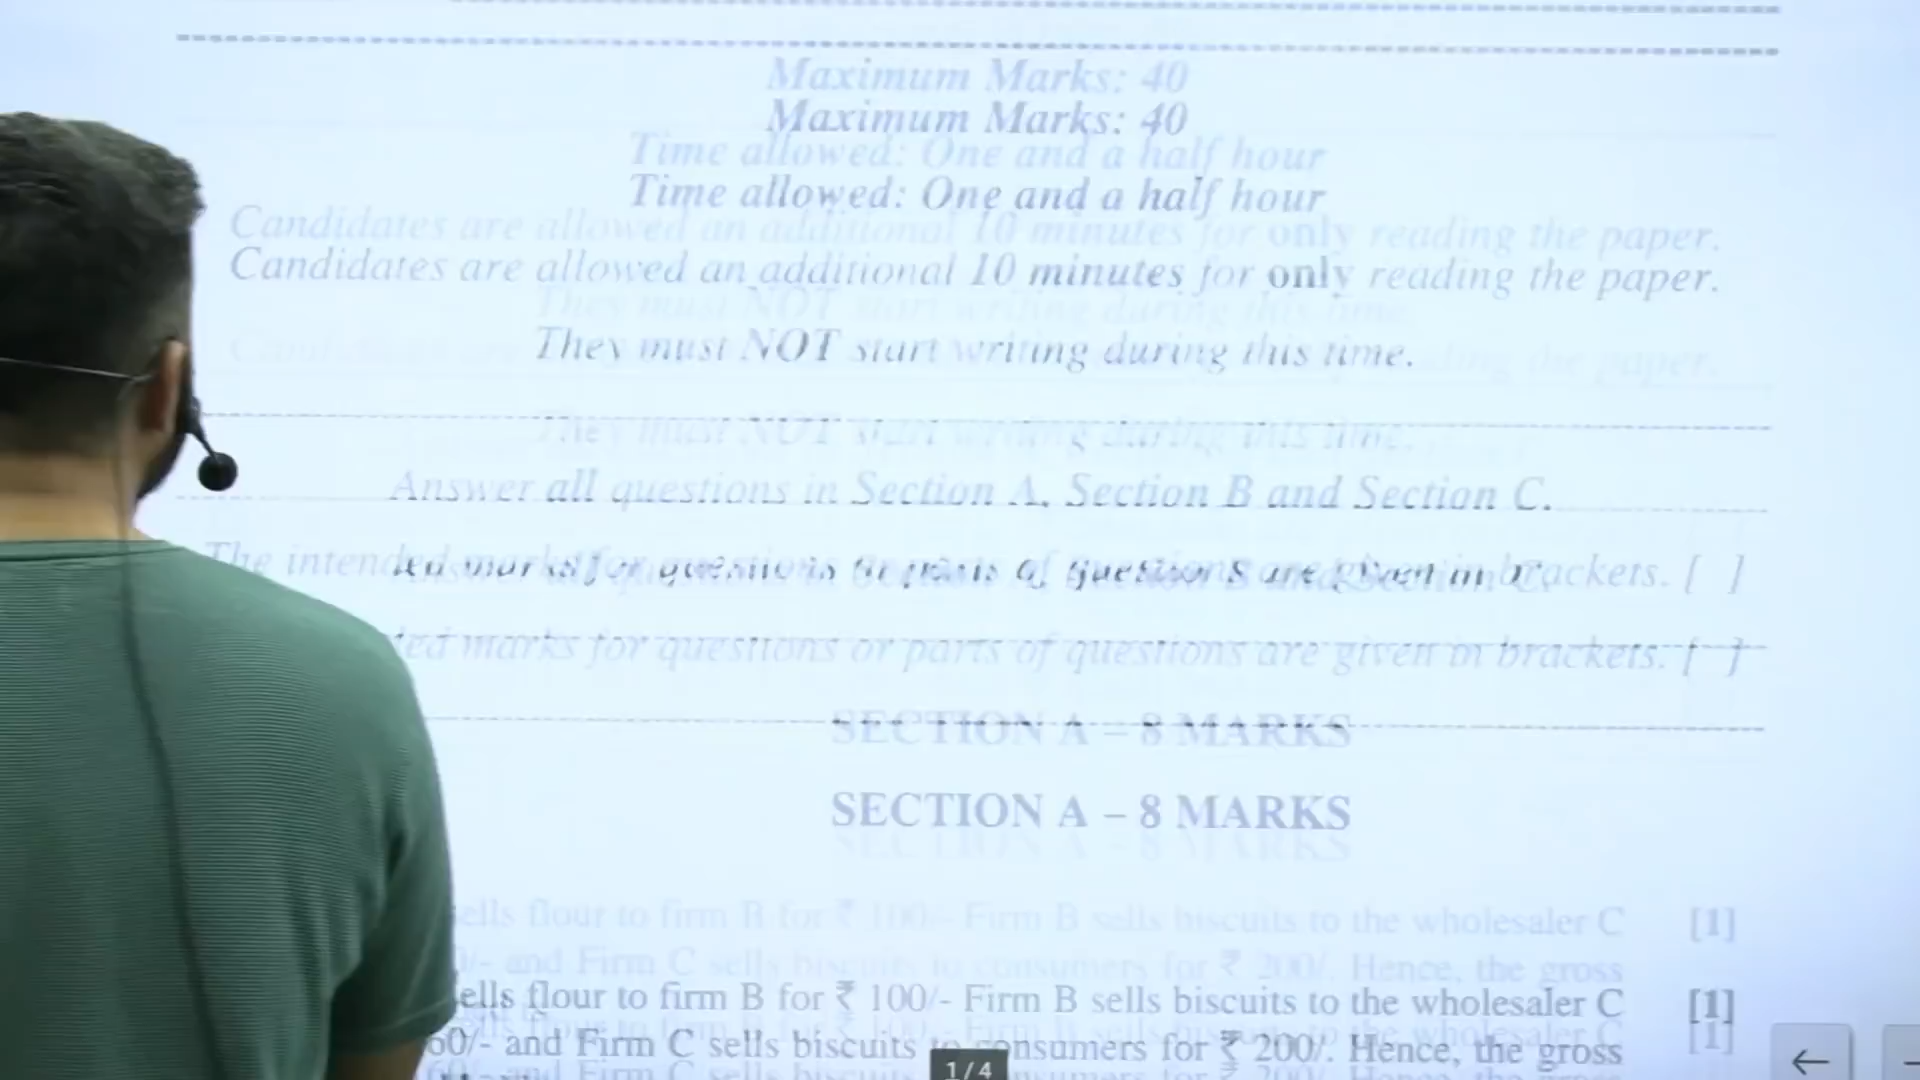 Maximum Marks: 40
Time allowed: One and a half hour
Candidates are allowed an additional 10 minutes for only reading the paper.
They must NOT start writing during this time.
Answer all questions in Section A, Section B and Section C.
The intended marks for questions or parts of questions are given in brackets. [ ]
SECTION A – 8 MARKS
ells flour to firm B for ₹ 100/- Firm B sells biscuits to the wholesaler C [1]
60/- and Firm C sells biscuits to consumers for ₹ 200/. Hence, the gross
1/4